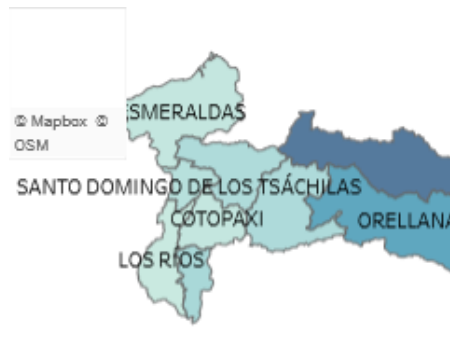 ESMERALDAS
© Mapbox ©
OSM
SANTO DOMINGO DE LOS TSÁCHILAS
COTOPAXI
ORELLANA
LOS RÍOS